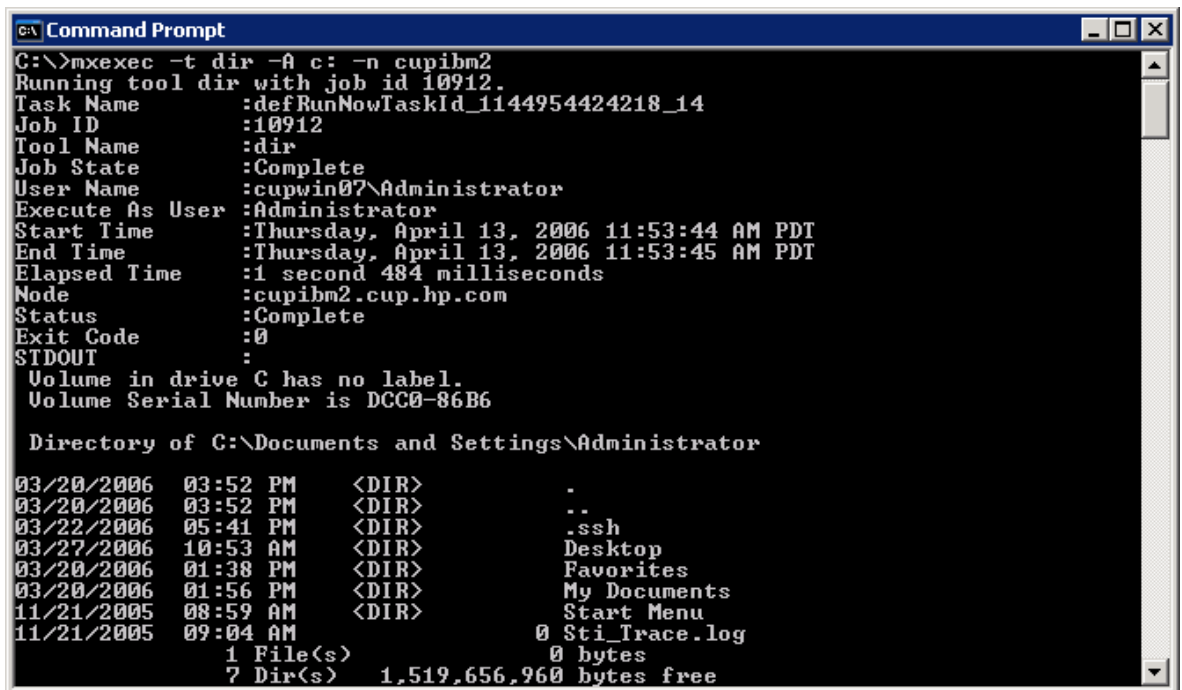 Command Prompt
C:\>mxexec -t dir -A c: -n cupibm2
Running tool dir with job id 10912.
Task Name :defRunNowTaskId_1144954424218_14
Job ID :10912
Tool Name :dir
Job State :Complete
User Name :cupwin07\Administrator
Execute As User :Administrator
Start Time :Thursday, April 13, 2006 11:53:44 AM PDT
End Time :Thursday, April 13, 2006 11:53:45 AM PDT
Elapsed Time :1 second 484 milliseconds
Node :cupibm2.cup.hp.com
Status :Complete
Exit Code :0
STDOUT :
Volume in drive C has no label.
Volume Serial Number is DCC0-86B6
Directory of C:\Documents and Settings\Administrator
03/20/2006 03:52 PM <DIR> .
03/20/2006 03:52 PM <DIR> ..
03/22/2006 05:41 PM <DIR> .ssh
03/27/2006 10:53 AM <DIR> Desktop
03/20/2006 01:38 PM <DIR> Favorites
03/20/2006 01:56 PM <DIR> My Documents
11/21/2005 08:59 AM <DIR> Start Menu
11/21/2005 09:04 AM 0 Sti_Trace.log
1 File(s) 0 bytes
7 Dir(s) 1,519,656,960 bytes free